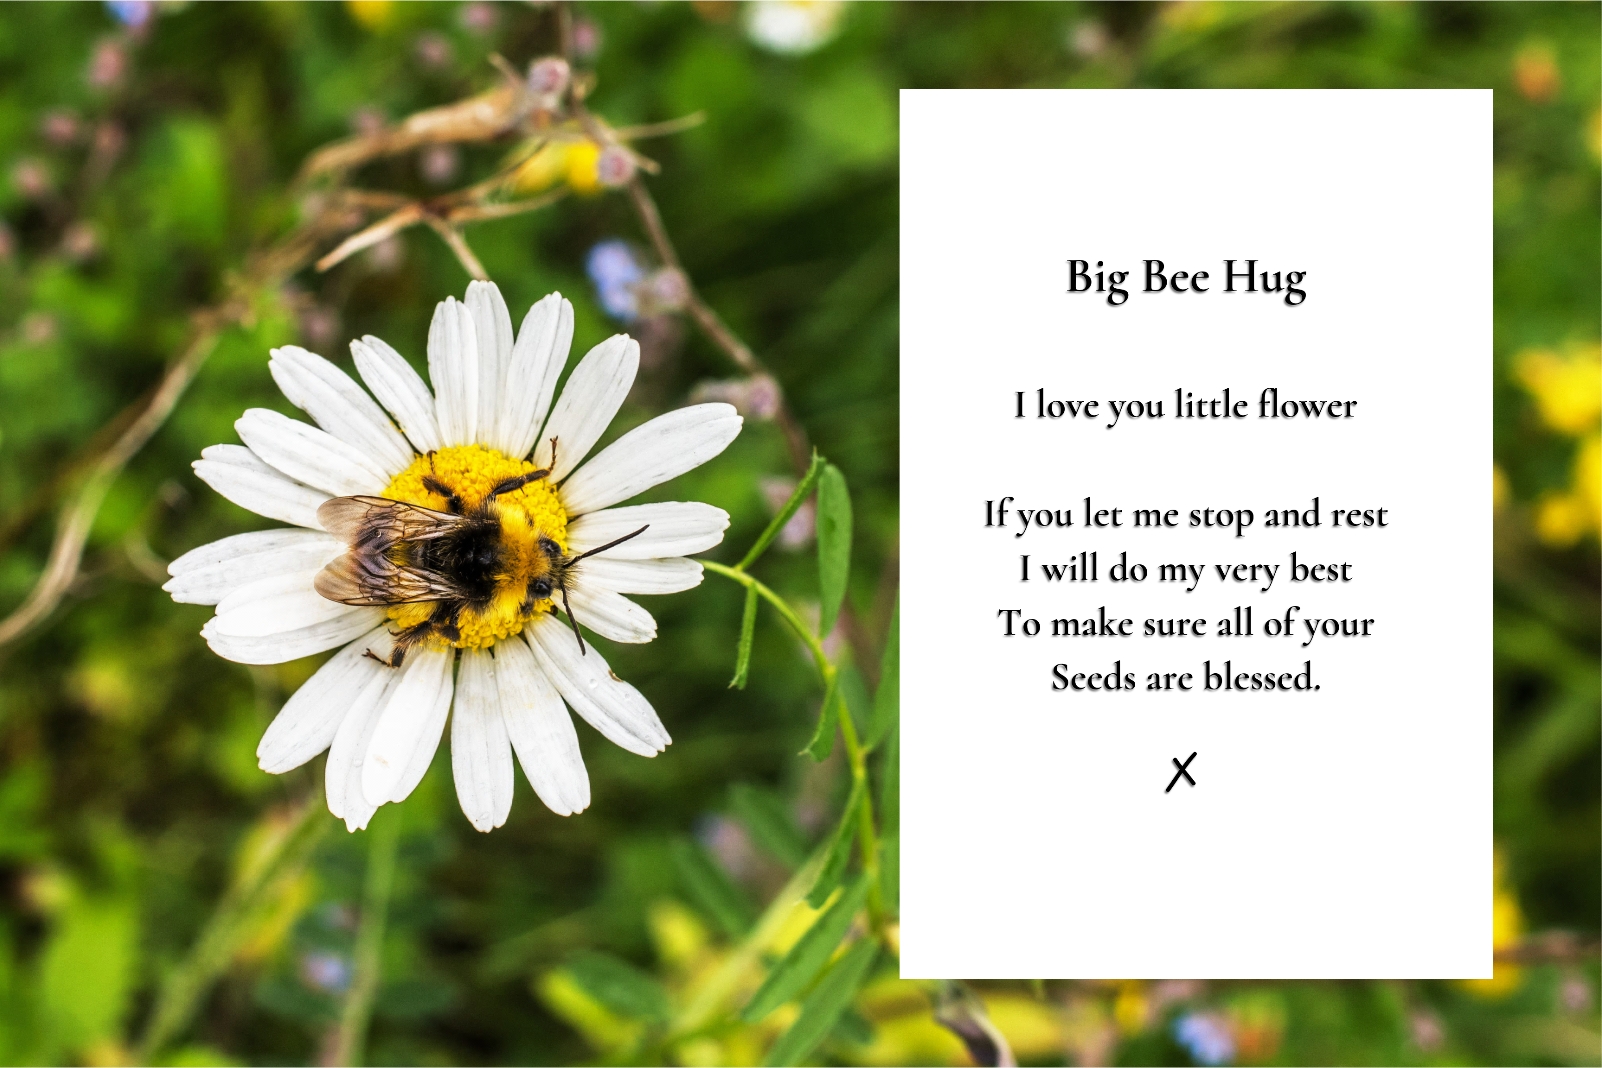 Big Bee Hug
I love you little flower
If you let me stop and rest
I will do my very best
To make sure all of your
Seeds are blessed.
X